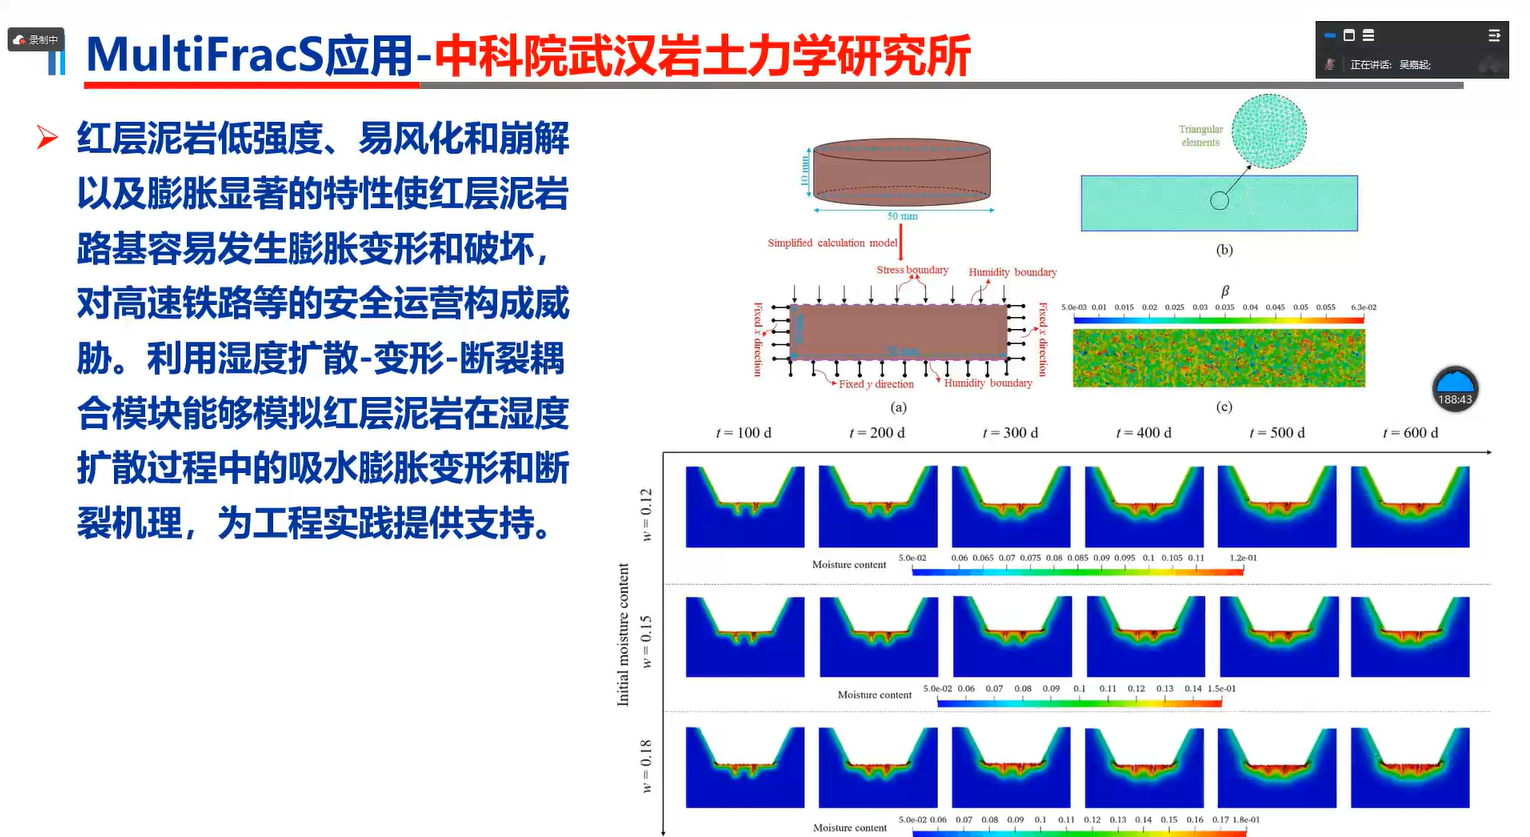 录制中
MultiFracS应用-中科院武汉岩土力学研究所
正在讲话: 吴嘉起;
红层泥岩低强度、易风化和崩解
以及膨胀显著的特性使红层泥岩
路基容易发生膨胀变形和破坏，
对高速铁路等的安全运营构成威
胁。利用湿度扩散-变形-断裂耦
合模块能够模拟红层泥岩在湿度
扩散过程中的吸水膨胀变形和断
裂机理，为工程实践提供支持。
10 mm
50 mm
Simplified calculation model
Stress boundary
Humidity boundary
Fixed x direction
Fixed x direction
Fixed y direction
Humidity boundary
(a)
Triangular
elements
(b)
β
5.0e-03 0.01 0.015 0.02 0.025 0.03 0.035 0.04 0.045 0.05 0.055 6.3e-02
(c)
188:43
t = 100 d t = 200 d t = 300 d t = 400 d t = 500 d t = 600 d
Initial moisture content
w = 0.12
Moisture content 5.0e-02 0.06 0.065 0.07 0.075 0.08 0.085 0.09 0.095 0.1 0.105 0.11 1.2e-01
w = 0.15
Moisture content 5.0e-02 0.06 0.07 0.08 0.09 0.1 0.11 0.12 0.13 0.14 1.5e-01
w = 0.18
Moisture content 5.0e-02 0.06 0.07 0.08 0.09 0.1 0.11 0.12 0.13 0.14 0.15 0.16 0.17 1.8e-01